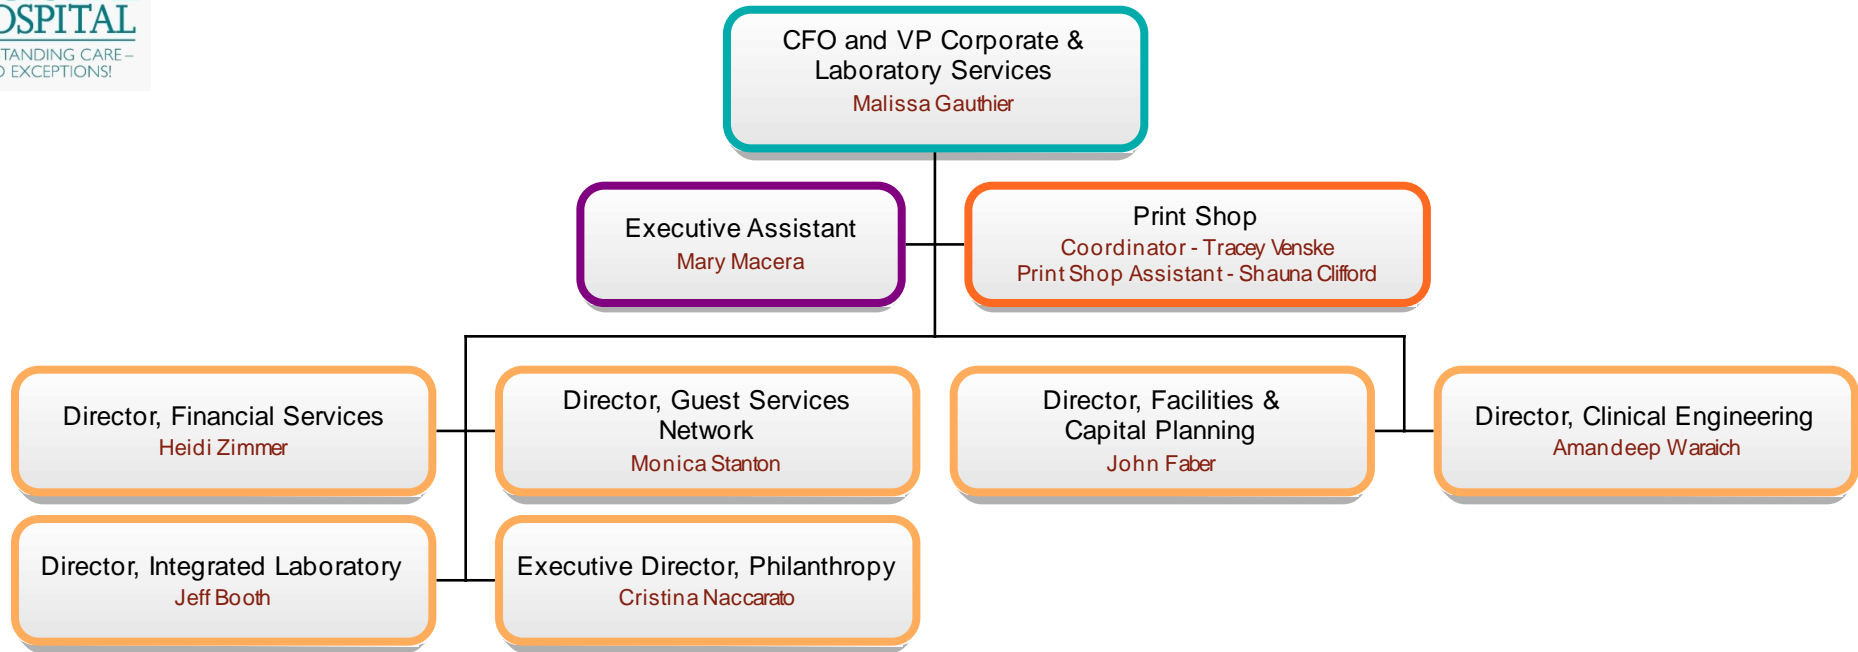 CFO and VP Corporate &
Laboratory Services
Malissa Gauthier
Executive Assistant
Mary Macera
Print Shop
Coordinator - Tracey Venske
Print Shop Assistant - Shauna Clifford
Director, Financial Services
Heidi Zimmer
Director, Guest Services
Network
Monica Stanton
Director, Facilities &
Capital Planning
John Faber
Director, Clinical Engineering
Amandeep Waraich
Director, Integrated Laboratory
Jeff Booth
Executive Director, Philanthropy
Cristina Naccarato
CARE –
EXCEPTIONS!